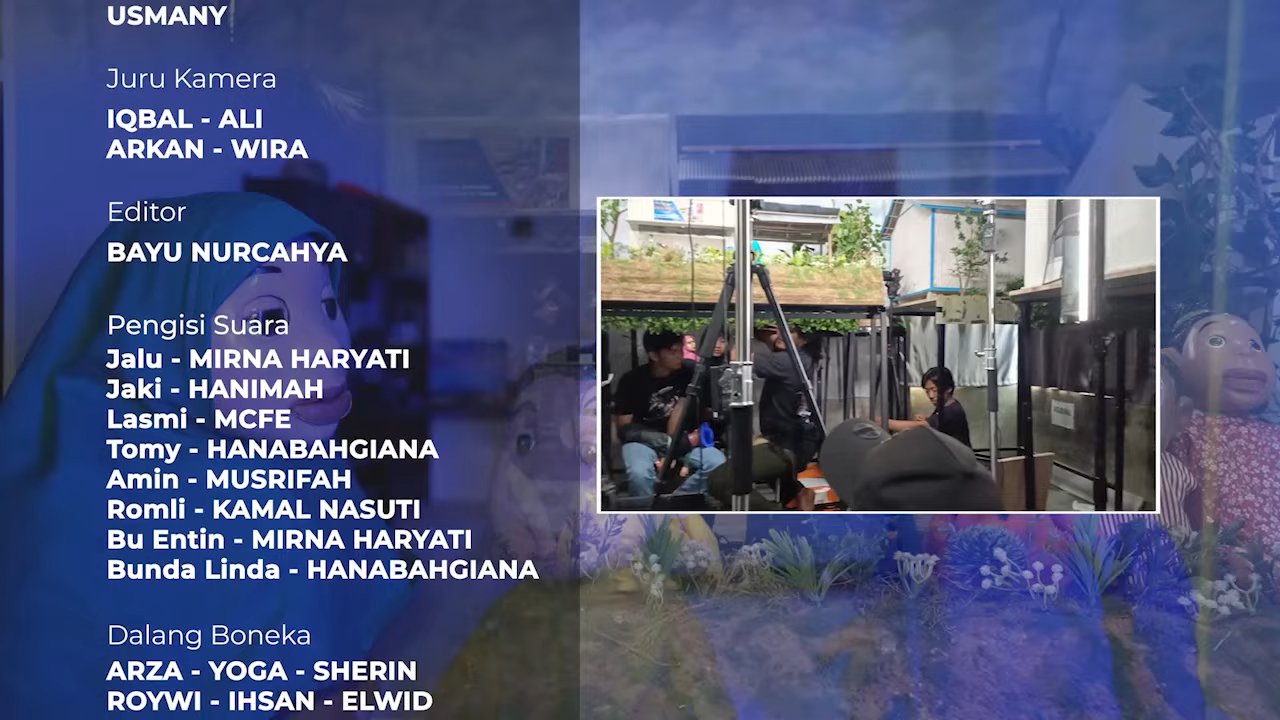 USMANY
Juru Kamera
IQBAL - ALI
ARKAN - WIRA
Editor
BAYU NURCAHYA
Pengisi Suara
Jalu - MIRNA HARYATI
Jaki - HANIMAH
Lasmi - MCFE
Tomy - HANABAHGIANA
Amin - MUSRIFAH
Romli - KAMAL NASUTI
Bu Entin - MIRNA HARYATI
Bunda Linda - HANABAHGIANA
Dalang Boneka
ARZA - YOGA - SHERIN
ROYWI - IHSAN - ELWID